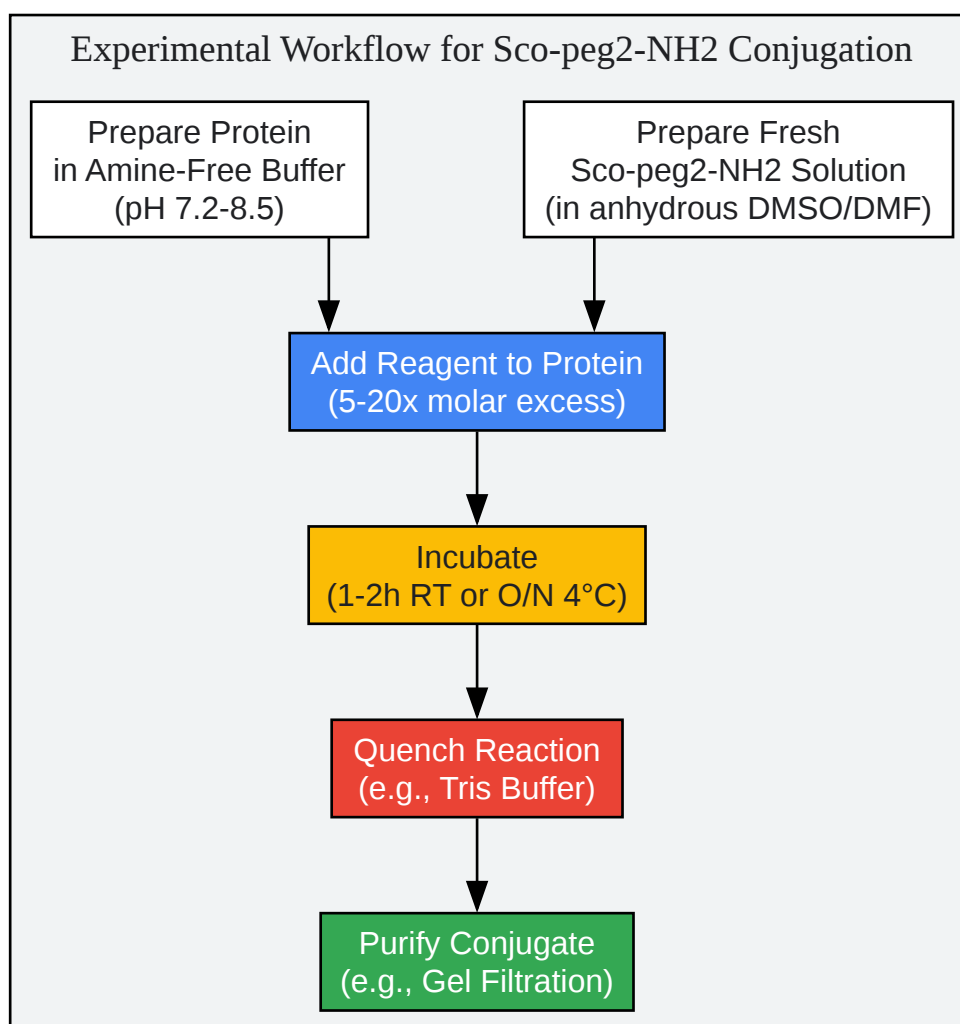 Experimental Workflow for Sco-peg2-NH2 Conjugation
Prepare Protein
in Amine-Free Buffer
(pH 7.2-8.5)
Prepare Fresh
Sco-peg2-NH2 Solution
(in anhydrous DMSO/DMF)
Add Reagent to Protein
(5-20x molar excess)
Incubate
(1-2h RT or O/N 4°C)
Quench Reaction
(e.g., Tris Buffer)
Purify Conjugate
(e.g., Gel Filtration)